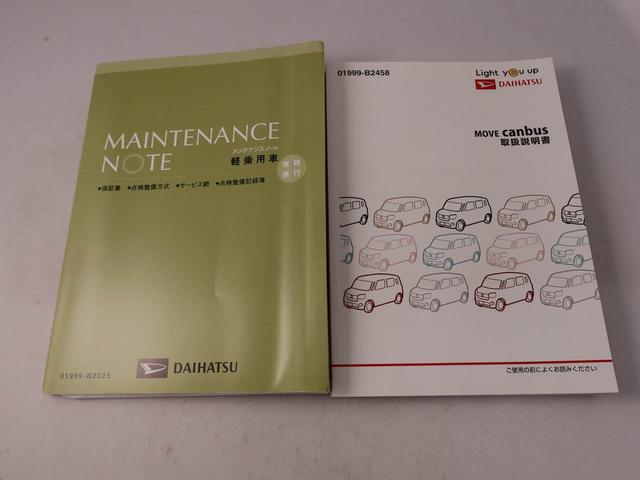 MAINTENANCE
NOTE
メンテナンスノート
軽乗用車
常時
携行
●保証書 ●点検整備方式 ●サービス網 ●点検整備記録簿
DAIHATSU
01989-B2025
01999-B2458
Light you up
DAIHATSU
MOVE canbus
取扱説明書
ご使用の前によくお読みください